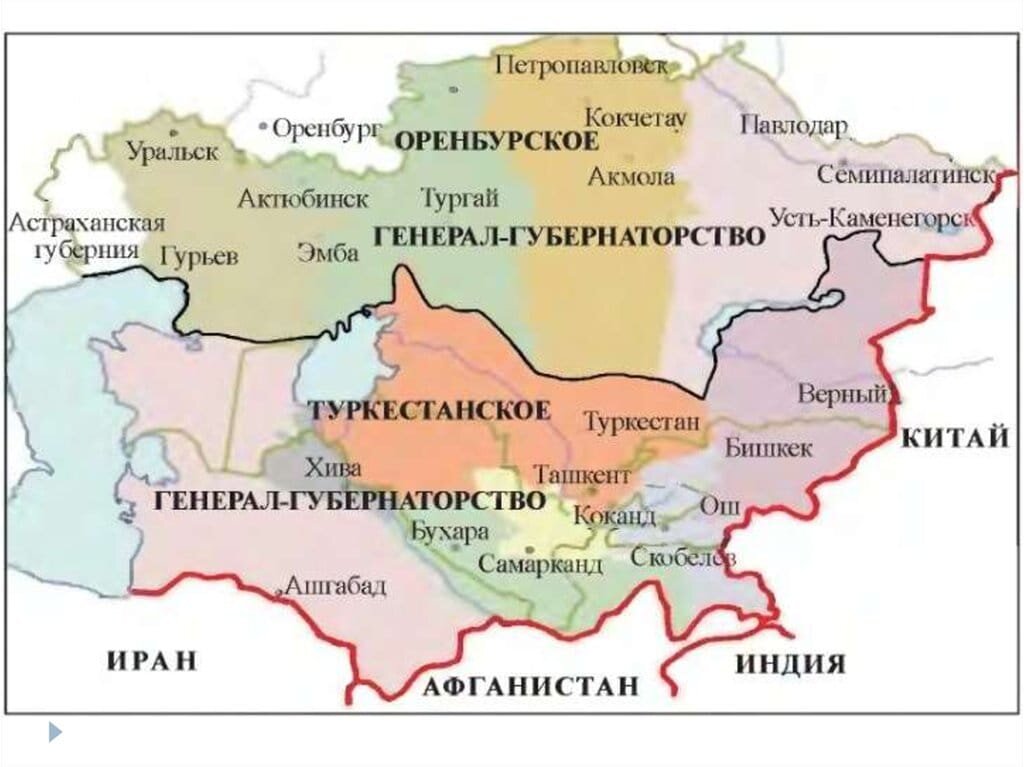 Петропавловск
Кокчетау
Оренбург
ОРЕНБУРГСКОЕ
Павлодар
Уральск
Акмола
Семипалатинск
Актюбинск
Тургай
Астраханская
губерния
Усть-Каменегорск
ГЕНЕРАЛ-ГУБЕРНАТОРСТВО
Гурьев
Эмба
Верный
ТУРКЕСТАНСКОЕ
Туркестан
КИТАЙ
Бишкек
Хива
Ташкент
ГЕНЕРАЛ-ГУБЕРНАТОРСТВО
Ош
Коканд
Бухара
Самарканд
Скобелев
Ашгабад
ИРАН
ИНДИЯ
АФГАНИСТАН